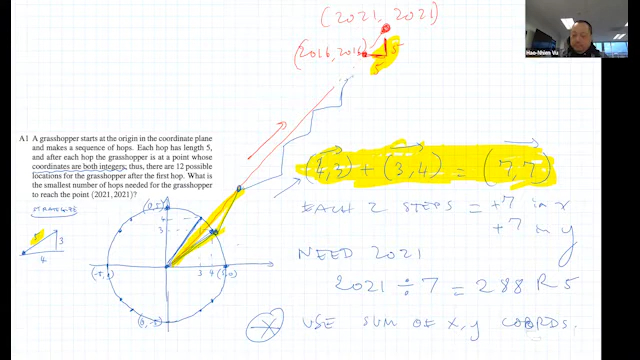 (2021, 2021)
(2016, 2016)
5
5
Hao-Nhien Vu
A1 A grasshopper starts at the origin in the coordinate plane
and makes a sequence of hops. Each hop has length 5,
and after each hop the grasshopper is at a point whose
coordinates are both integers; thus, there are 12 possible
locations for the grasshopper after the first hop. What is
the smallest number of hops needed for the grasshopper
to reach the point (2021, 2021)?
STRATEGIZE
5
3
4
(0,5)
4
3
(-5,0)
3 4
(5,0)
(0,-5)
(4,3) + (3,4) = (7,7)
EACH 2 STEPS = +7 in x
+7 in y
NEED 2021
2021 ÷ 7 = 288 R 5
USE SUM OF X,Y COORDS.